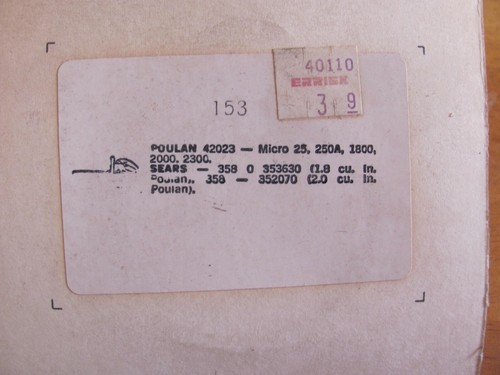 40110
ERRISK
3 9
153
POULAN 42023 — Micro 25, 250A, 1800,
2000. 2300.
SEARS — 358 0 353630 (1.8 cu. in.
Poulan). 358 — 352070 (2.0 cu. in.
Poulan).